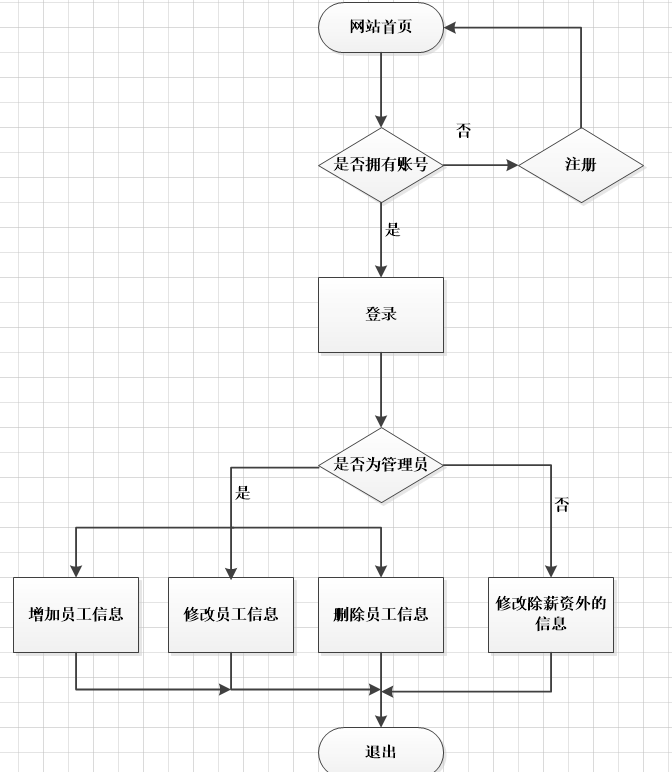 网站首页
否
是否拥有账号
注册
是
登录
是否为管理员
是
否
增加员工信息
修改员工信息
删除员工信息
修改除薪资外的
信息
退出